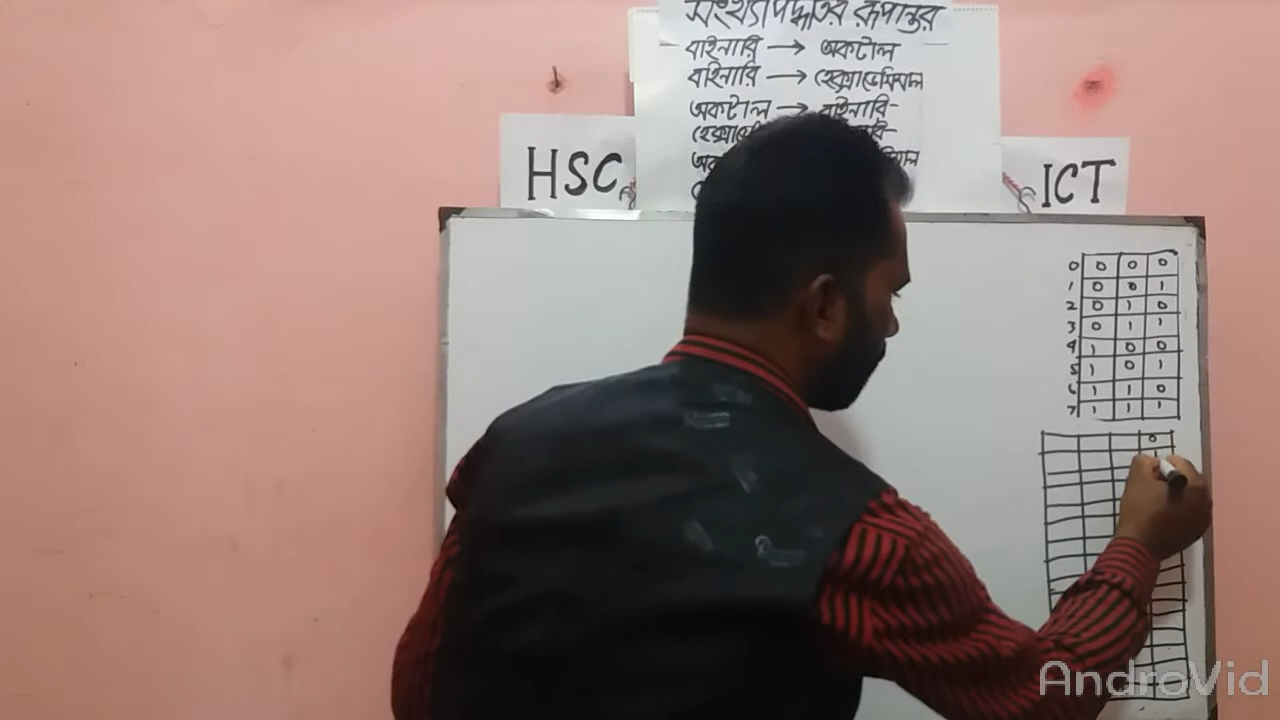 সংখ্যাপদ্ধতির রূপান্তর
বাইনারি → অকটাল
বাইনারি → হেক্সাডেসিমাল
অকটাল → বাইনারি
HSC
ICT
0 0 0 0
1 0 0 1
2 0 1 0
3 0 1 1
4 1 0 0
5 1 0 1
6 1 1 0
7 1 1 1
0
AndroVid